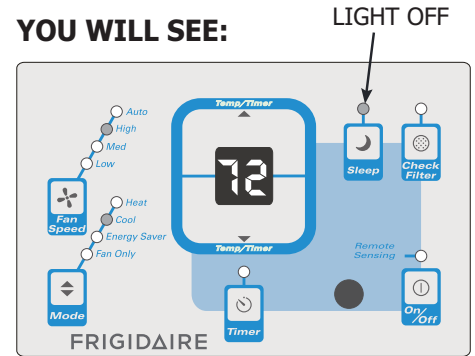 YOU WILL SEE:
LIGHT OFF
Auto
High
Med
Low
Fan
Speed
Heat
Cool
Energy Saver
Fan Only
Mode
Temp/Timer
72
Temp/Timer
Timer
Sleep
Check
Filter
Remote
Sensing
On/Off
FRIGIDAIRE